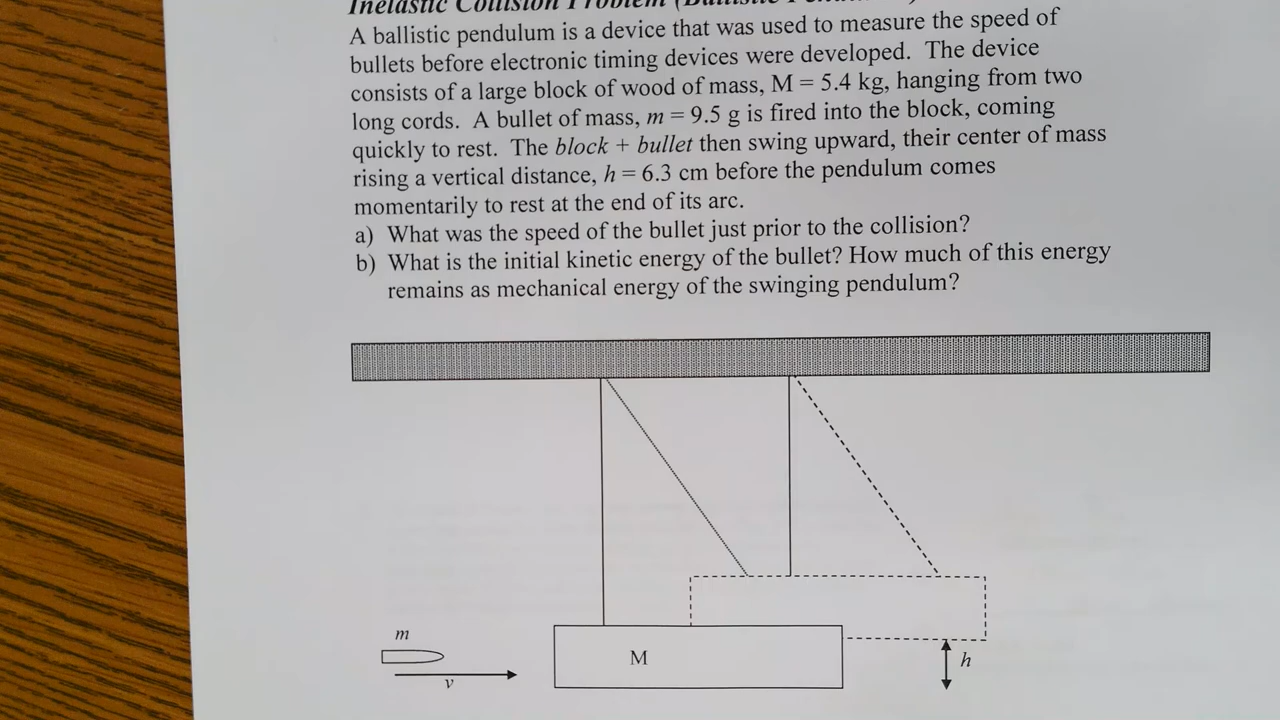 Inelastic Collision Problem (Ballistic
A ballistic pendulum is a device that was used to measure the speed of
bullets before electronic timing devices were developed. The device
consists of a large block of wood of mass, M = 5.4 kg, hanging from two
long cords. A bullet of mass, m = 9.5 g is fired into the block, coming
quickly to rest. The block + bullet then swing upward, their center of mass
rising a vertical distance, h = 6.3 cm before the pendulum comes
momentarily to rest at the end of its arc.
a) What was the speed of the bullet just prior to the collision?
b) What is the initial kinetic energy of the bullet? How much of this energy
remains as mechanical energy of the swinging pendulum?
m
v
M
h